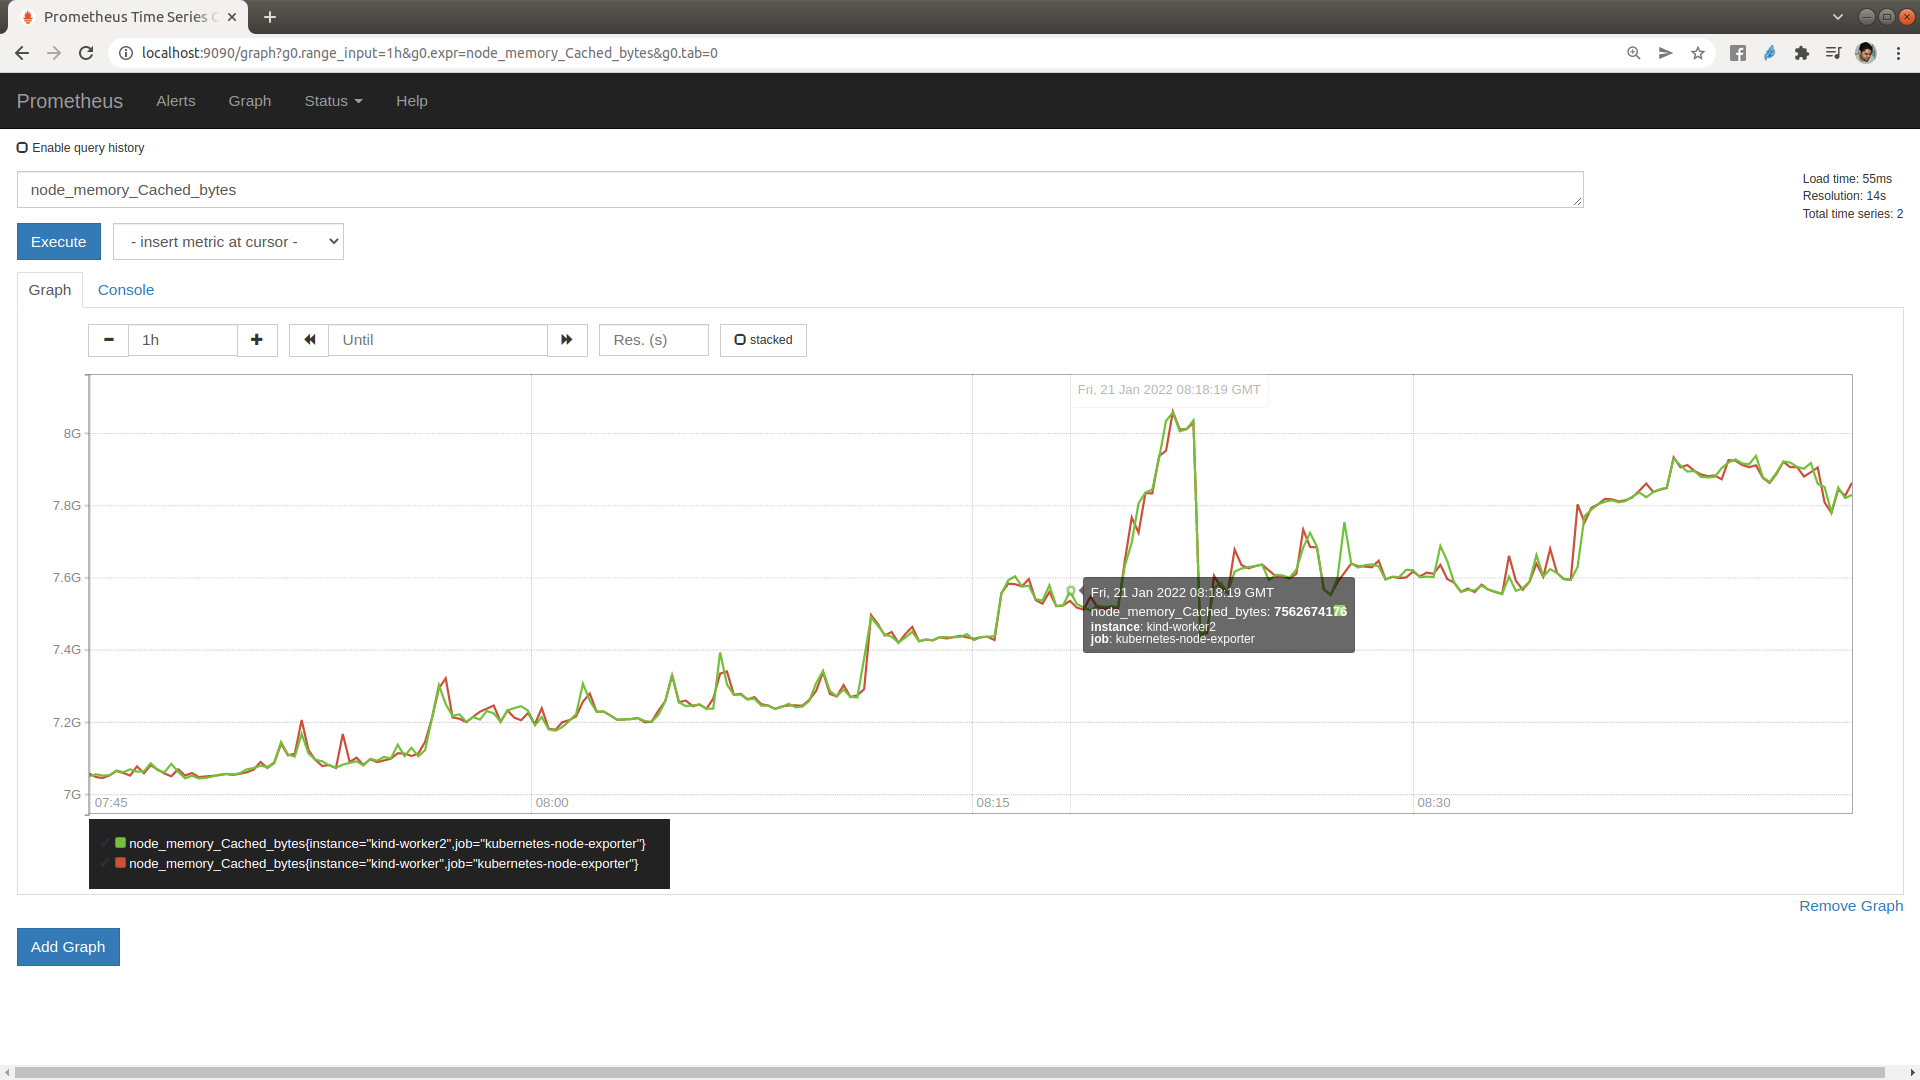 Prometheus Time Series
localhost:9090/graph?g0.range_input=1h&g0.expr=node_memory_Cached_bytes&g0.tab=0
Prometheus Alerts Graph Status Help
Enable query history
node_memory_Cached_bytes
Load time: 55ms
Resolution: 14s
Total time series: 2
Execute - insert metric at cursor -
Graph Console
1h Until Res. (s) stacked
Fri, 21 Jan 2022 08:18:19 GMT
8G
7.8G
7.6G
7.4G
7.2G
7G
Fri, 21 Jan 2022 08:18:19 GMT
node_memory_Cached_bytes: 7562674176
instance: kind-worker2
job: kubernetes-node-exporter
07:45 08:00 08:15 08:30
node_memory_Cached_bytes{instance="kind-worker2",job="kubernetes-node-exporter"}
node_memory_Cached_bytes{instance="kind-worker",job="kubernetes-node-exporter"}
Remove Graph
Add Graph